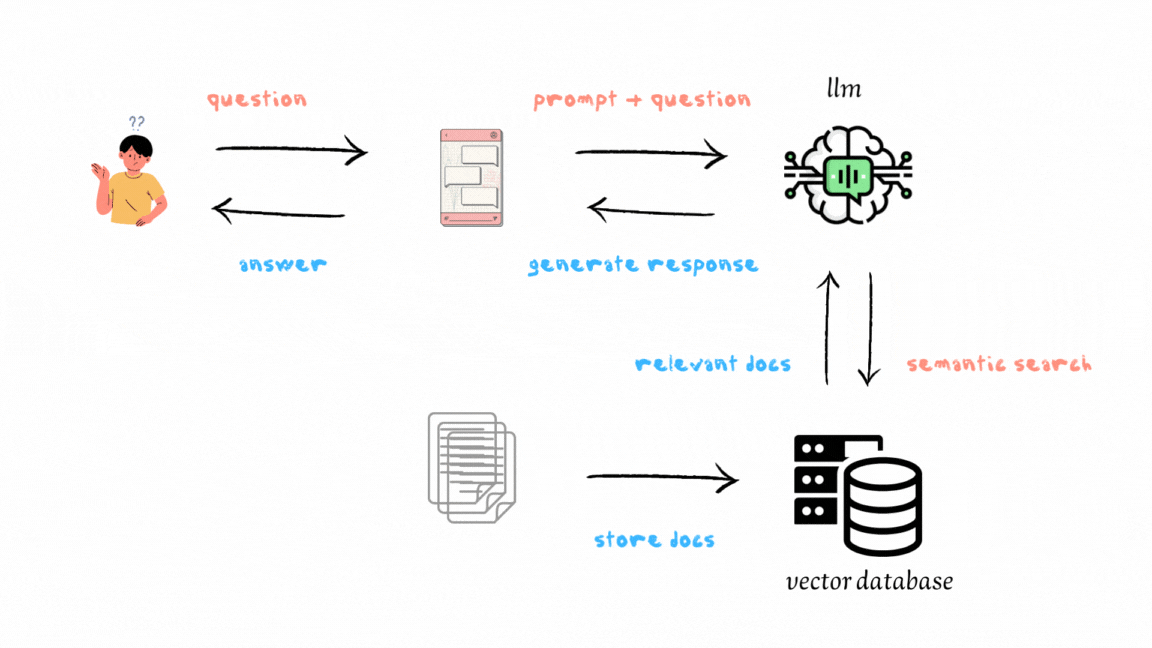 llm
question
prompt + question
??
answer
generate response
relevant docs
semantic search
store docs
vector database